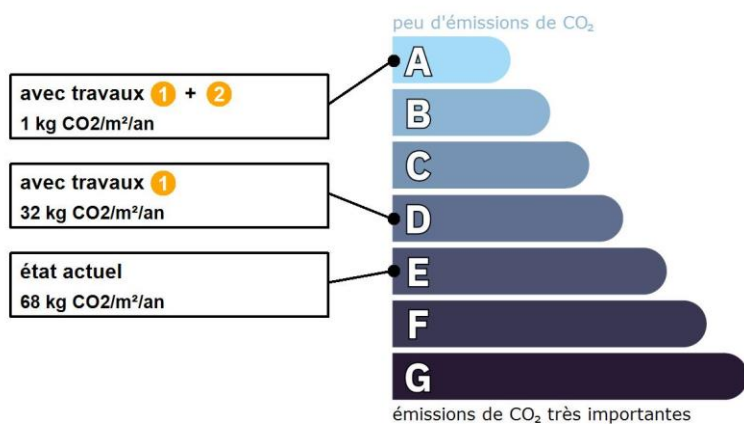 peu d'émissions de CO₂
A
avec travaux 1 + 2
1 kg CO2/m²/an
B
C
avec travaux 1
32 kg CO2/m²/an
D
état actuel
68 kg CO2/m²/an
E
F
G
émissions de CO₂ très importantes